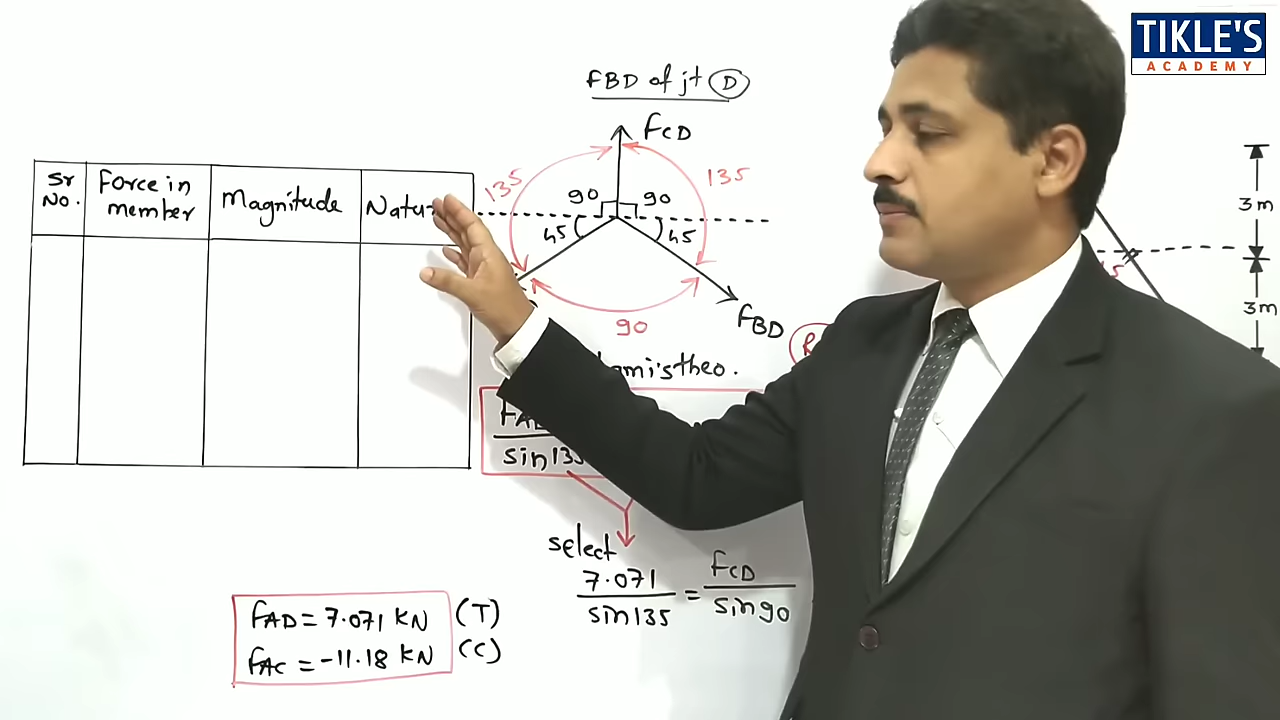 TIKLE'S
ACADEMY
FBD of jt D
FCD
135
135
90
90
45
45
90
FBD
Sr No.
Force in member
Magnitude
theo.
sin135
select
7.071 / sin135 = FCD / sin90
FAD = 7.071 KN (T)
FAC = -11.18 KN (C)
3m
3m